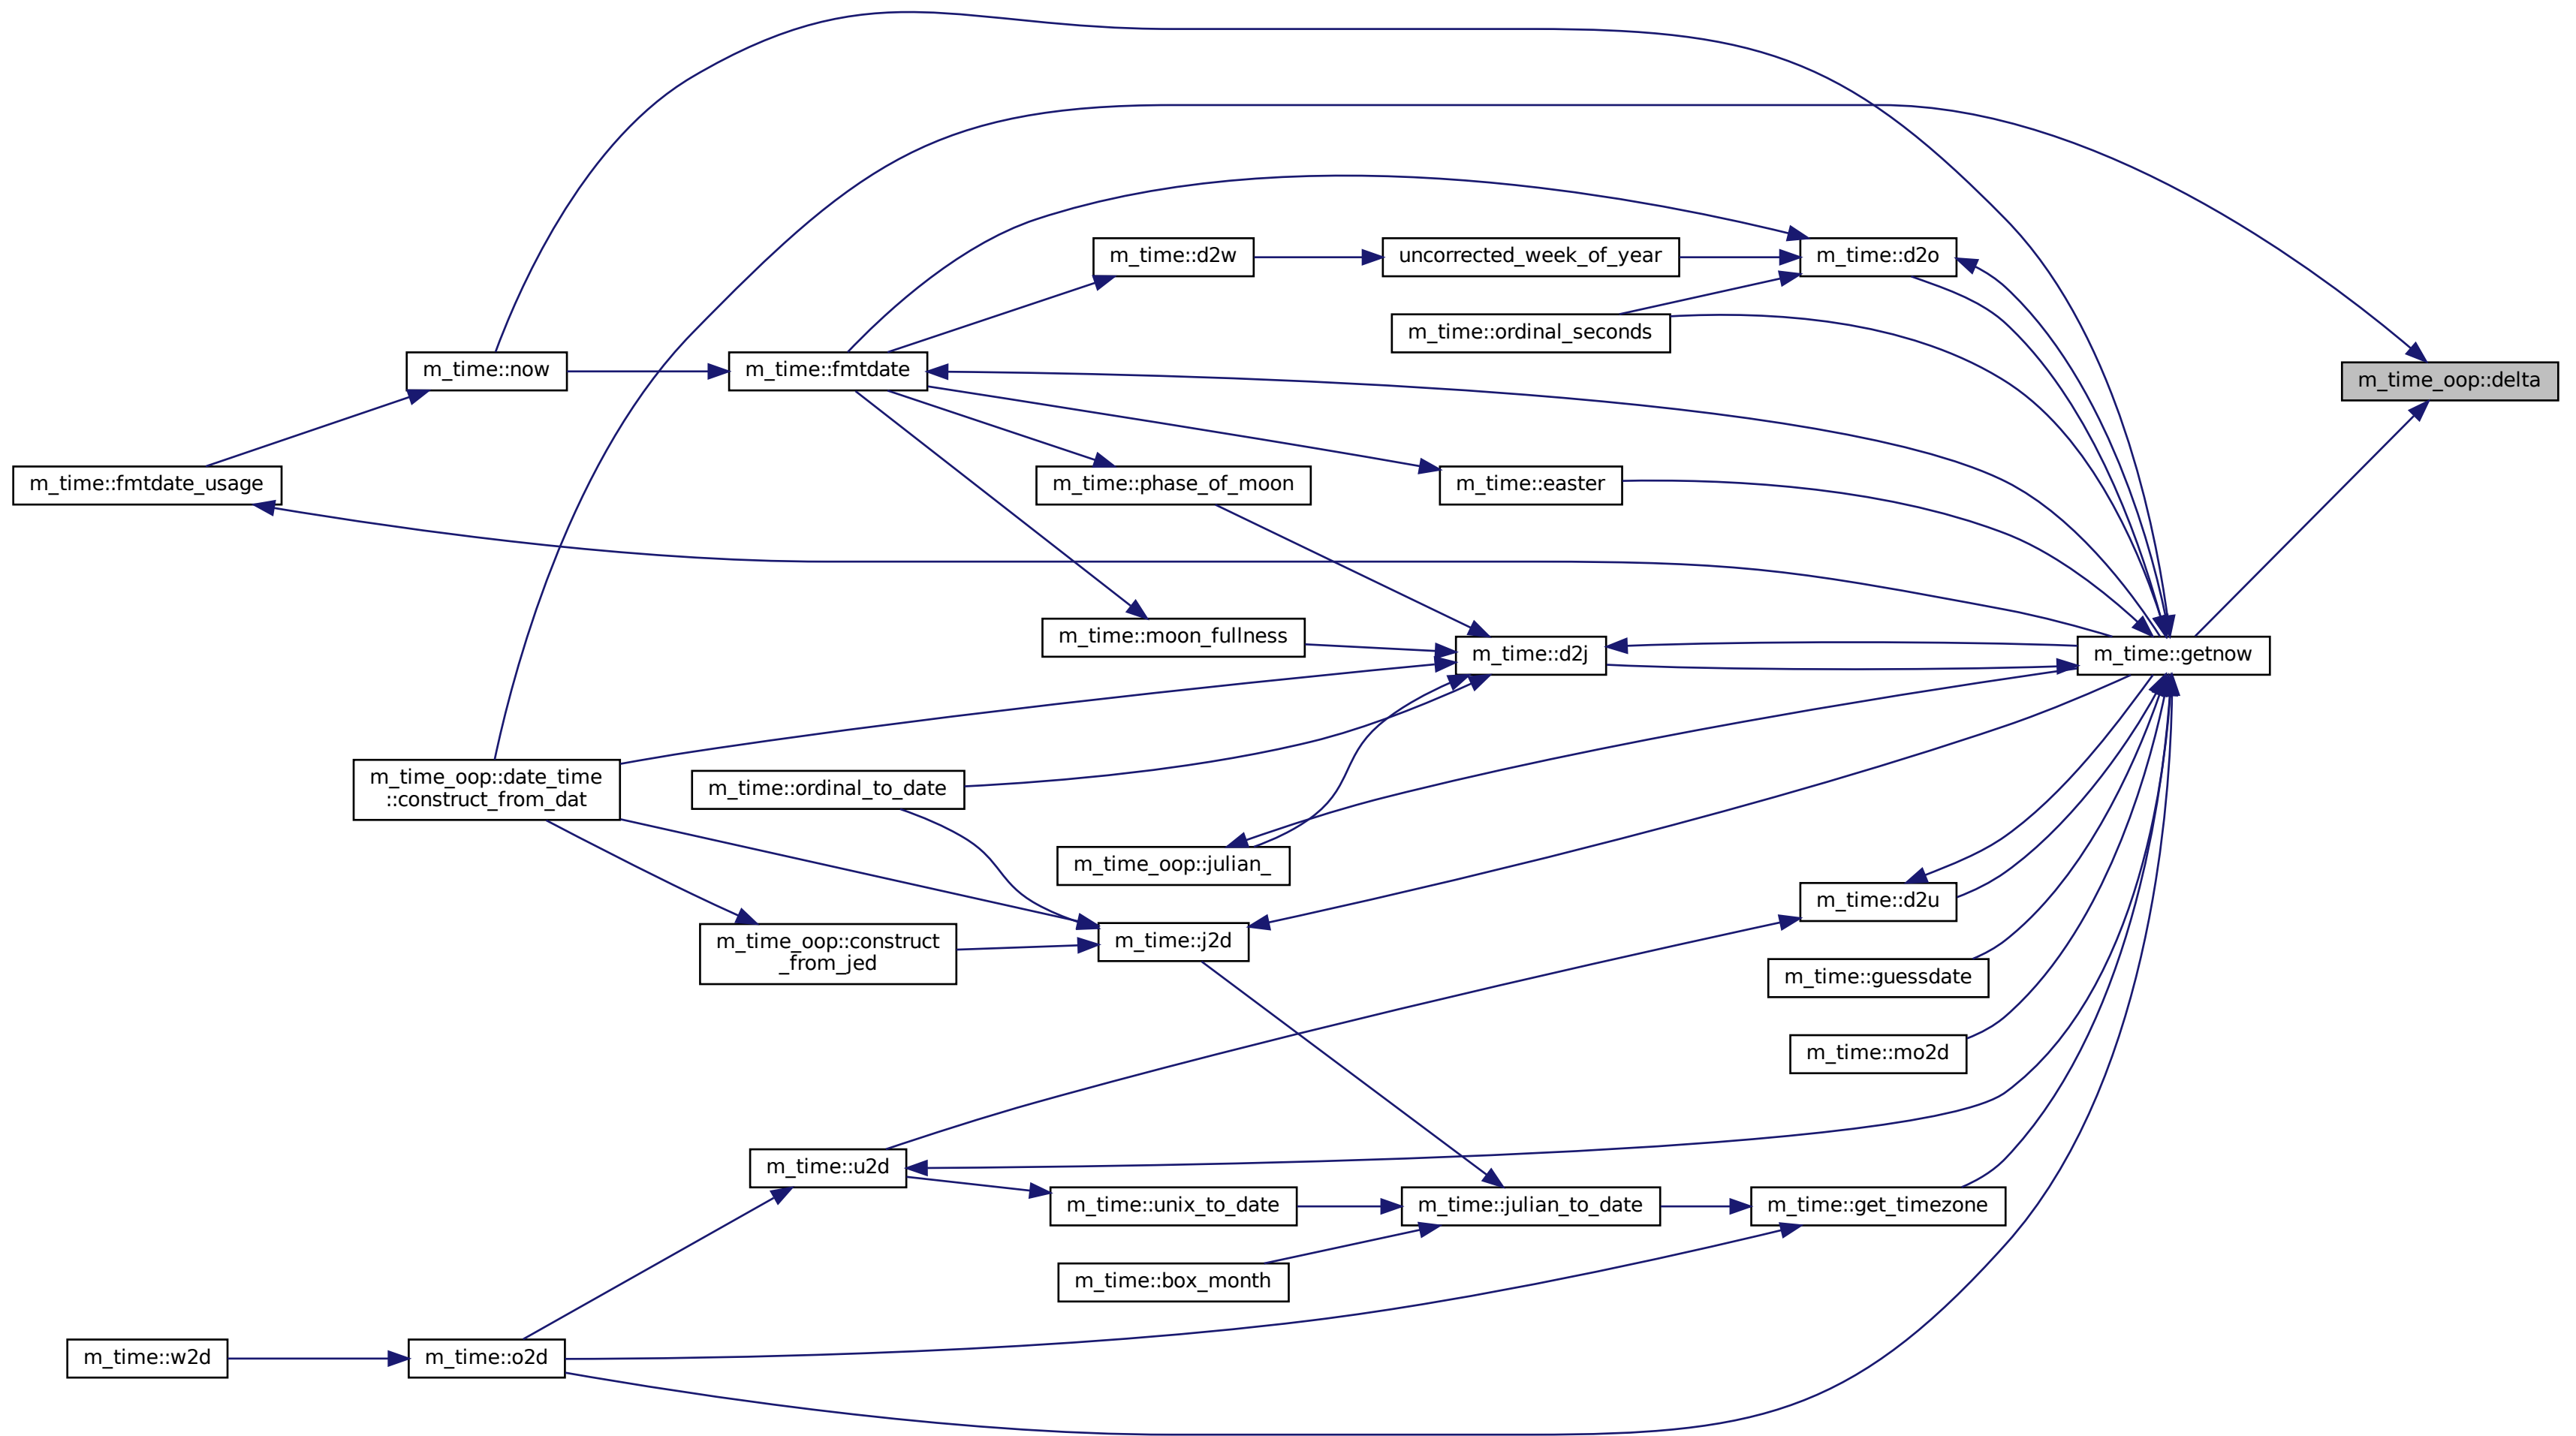 m_time::d2w
uncorrected_week_of_year
m_time::d2o
m_time::ordinal_seconds
m_time::now
m_time::fmtdate
m_time_oop::delta
m_time::fmtdate_usage
m_time::phase_of_moon
m_time::easter
m_time::moon_fullness
m_time::d2j
m_time::getnow
m_time_oop::date_time
::construct_from_dat
m_time::ordinal_to_date
m_time_oop::julian_
m_time::d2u
m_time_oop::construct
_from_jed
m_time::j2d
m_time::guessdate
m_time::mo2d
m_time::u2d
m_time::unix_to_date
m_time::julian_to_date
m_time::get_timezone
m_time::box_month
m_time::w2d
m_time::o2d